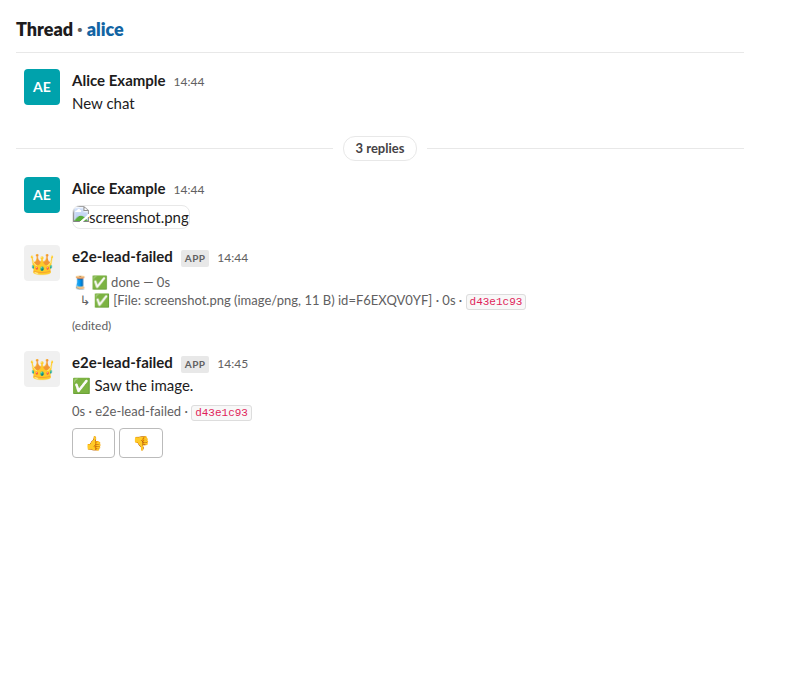 Thread · alice
AE
Alice Example 14:44
New chat
3 replies
AE
Alice Example 14:44
screenshot.png
e2e-lead-failed APP 14:44
🧵 ✅ done — 0s
↳ ✅ [File: screenshot.png (image/png, 11 B) id=F6EXQV0YF] · 0s · d43e1c93
(edited)
e2e-lead-failed APP 14:45
✅ Saw the image.
0s · e2e-lead-failed · d43e1c93
👍 👎